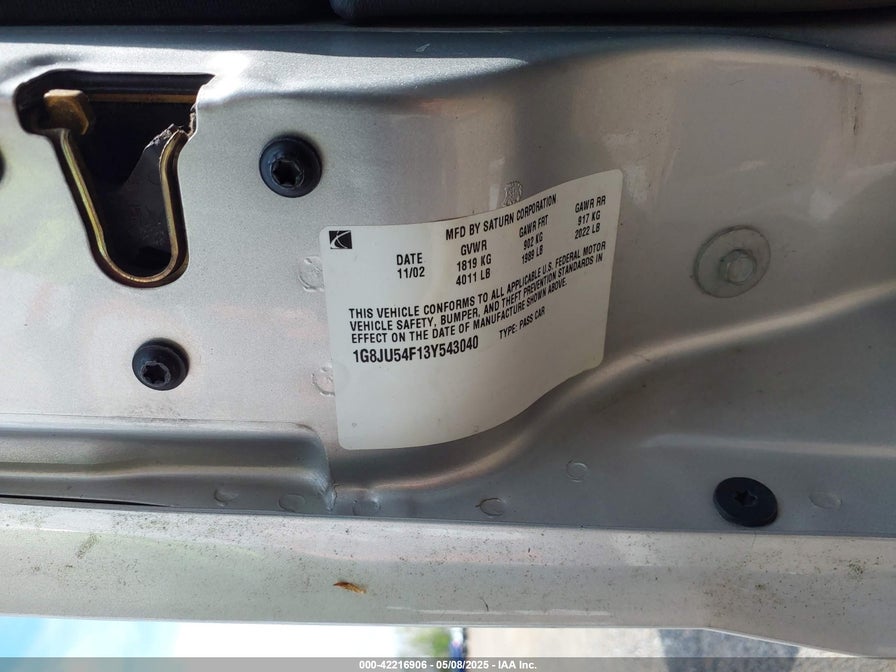 MFD BY SATURN CORPORATION
DATE GVWR GAWR FRT GAWR RR
11/02 1819 KG 902 KG 917 KG
4011 LB 1989 LB 2022 LB
THIS VEHICLE CONFORMS TO ALL APPLICABLE U.S. FEDERAL MOTOR
VEHICLE SAFETY, BUMPER, AND THEFT PREVENTION STANDARDS IN
EFFECT ON THE DATE OF MANUFACTURE SHOWN ABOVE.
1G8JU54F13Y543040 TYPE: PASS CAR
000-42216906 - 05/08/2025 - IAA Inc.